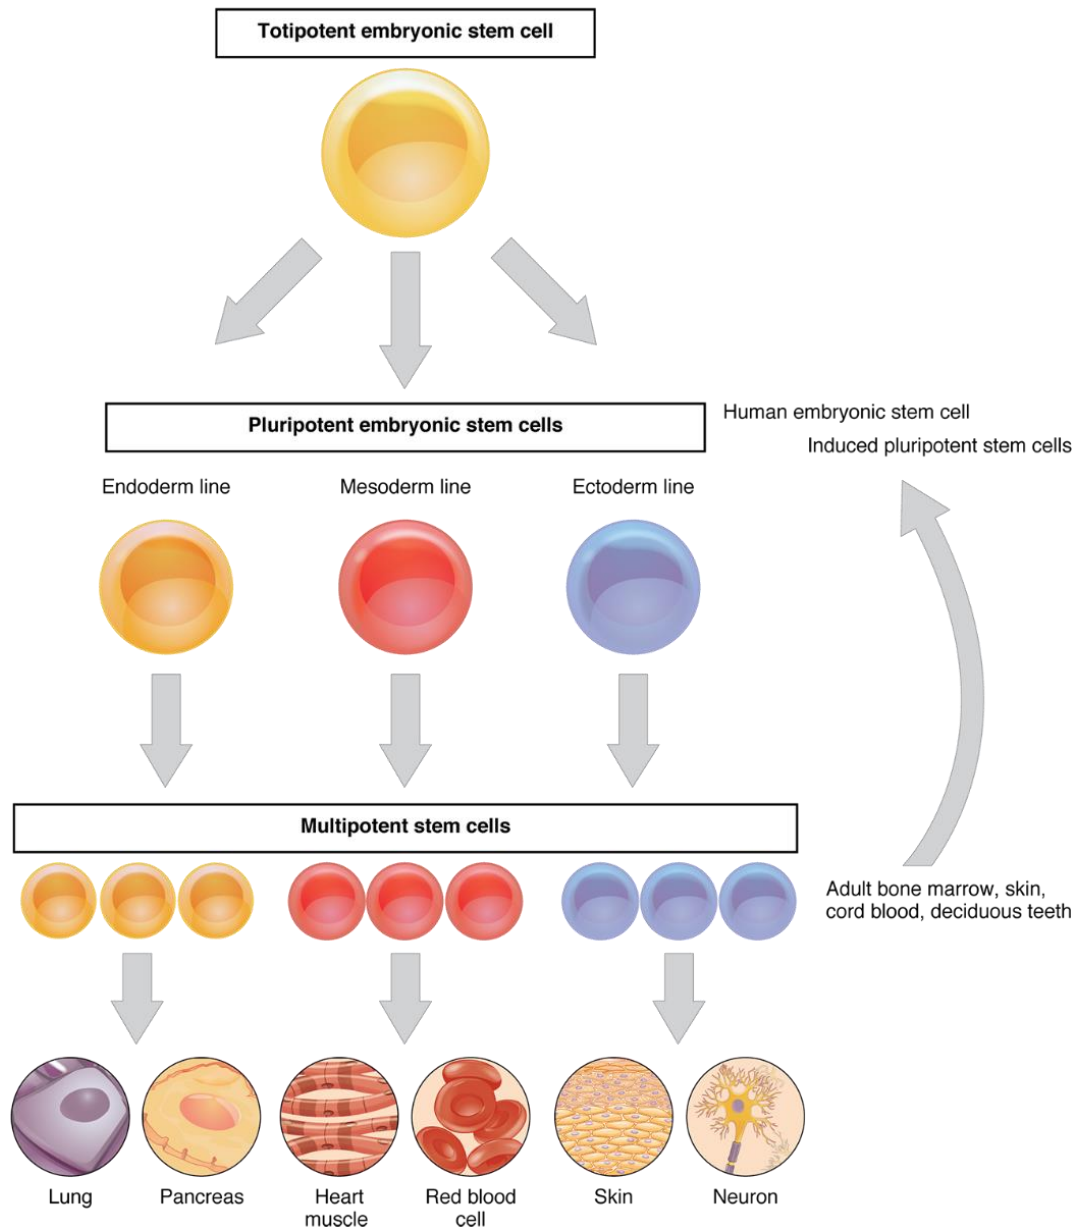 Totipotent embryonic stem cell
Pluripotent embryonic stem cells
Human embryonic stem cell
Induced pluripotent stem cells
Endoderm line
Mesoderm line
Ectoderm line
Multipotent stem cells
Adult bone marrow, skin,
cord blood, deciduous teeth
Lung
Pancreas
Heart
muscle
Red blood
cell
Skin
Neuron